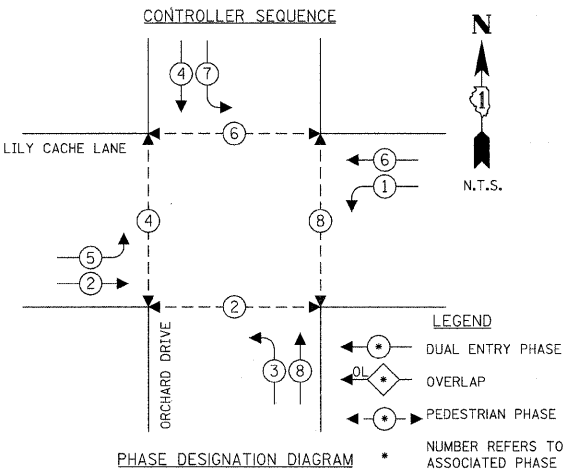 CONTROLLER SEQUENCE
N
4
7
1
6
LILY CACHE LANE
6
N.T.S.
1
4
8
5
2
2
LEGEND
ORCHARD DRIVE
3
8
* DUAL ENTRY PHASE
OL * OVERLAP
* PEDESTRIAN PHASE
* NUMBER REFERS TO
ASSOCIATED PHASE
PHASE DESIGNATION DIAGRAM